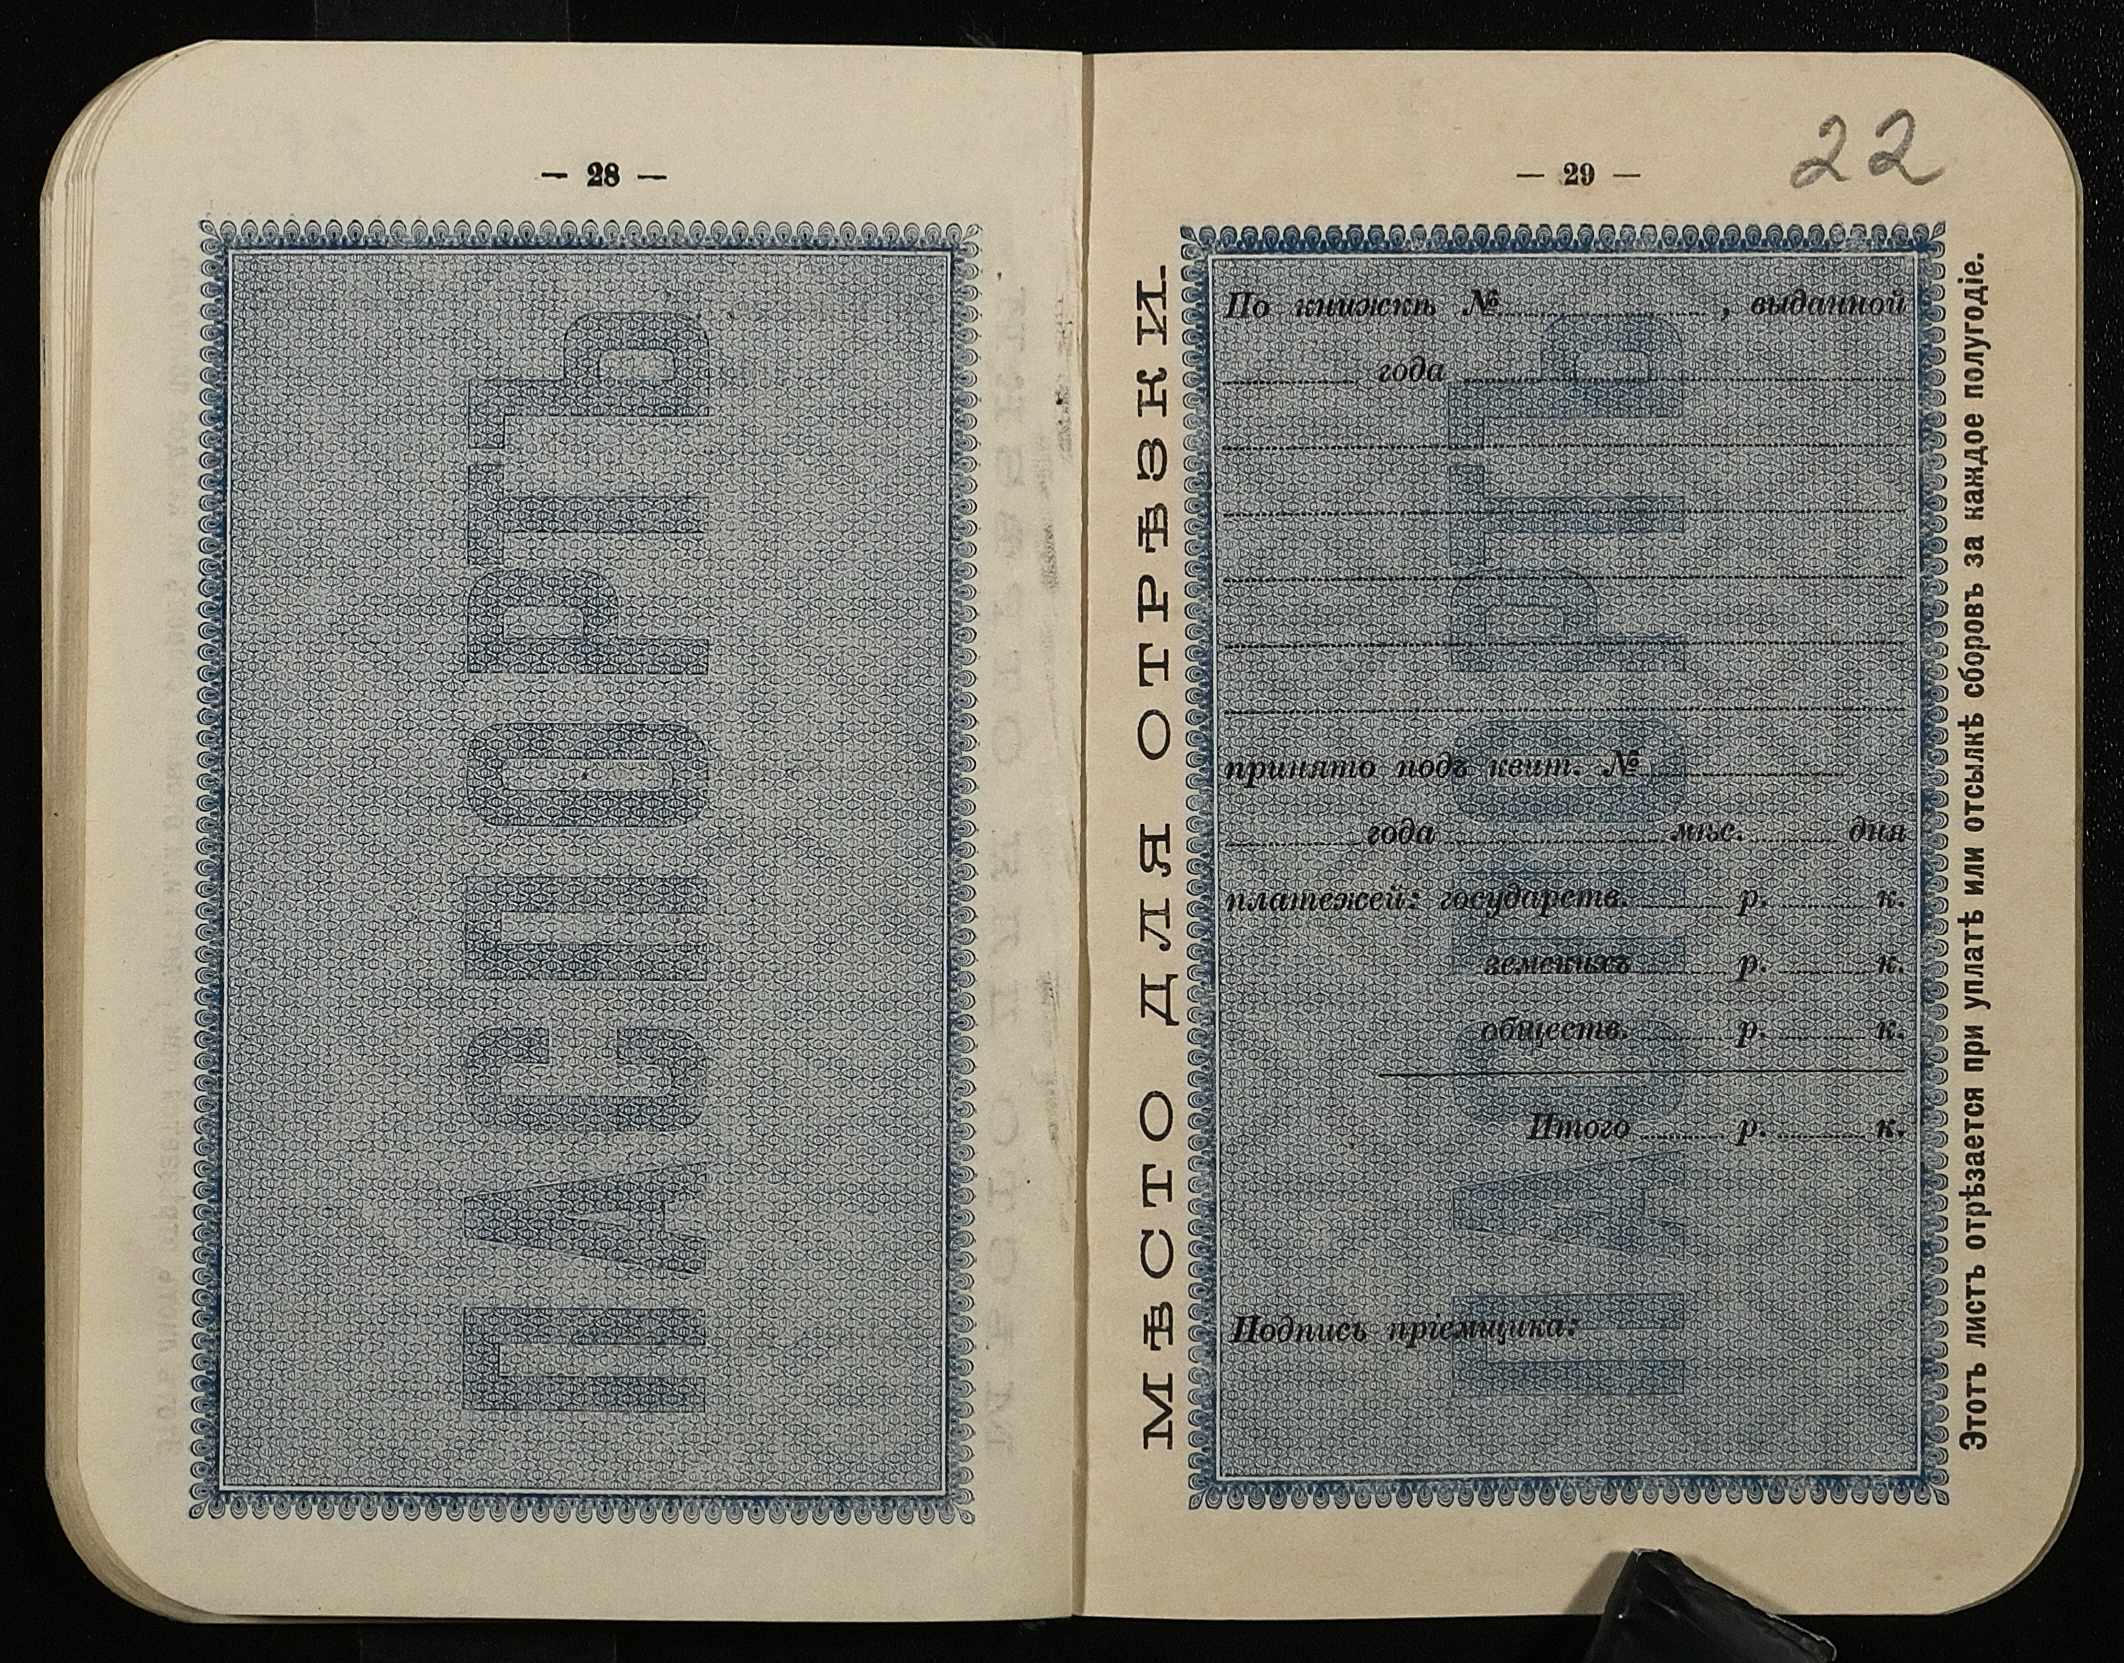 — 28 —
ПАСПОРТЪ
— 29 —
22
МѢСТО ДЛЯ ОТРѢЗКИ
По книжкѣ № , выданной
года
принято подъ квит. №
года мѣс. дня
платежей: государств. р. к.
земскихъ р. к.
обществ. р. к.
Итого р. к.
Подпись пріемщика:
ПАСПОРТЪ
Этотъ листъ отрѣзается при уплатѣ или отсылкѣ сборовъ за каждое полугодіе.